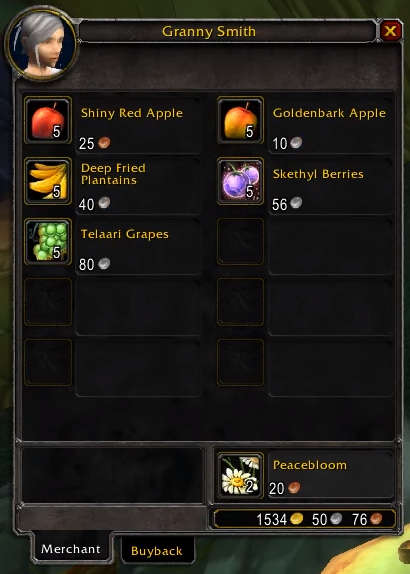 Granny Smith
5
Shiny Red Apple
25
5
Goldenbark Apple
10
5
Deep Fried
Plantains
40
5
Skethyl Berries
56
5
Telaari Grapes
80
2
Peacebloom
20
1534 50 76
Merchant
Buyback